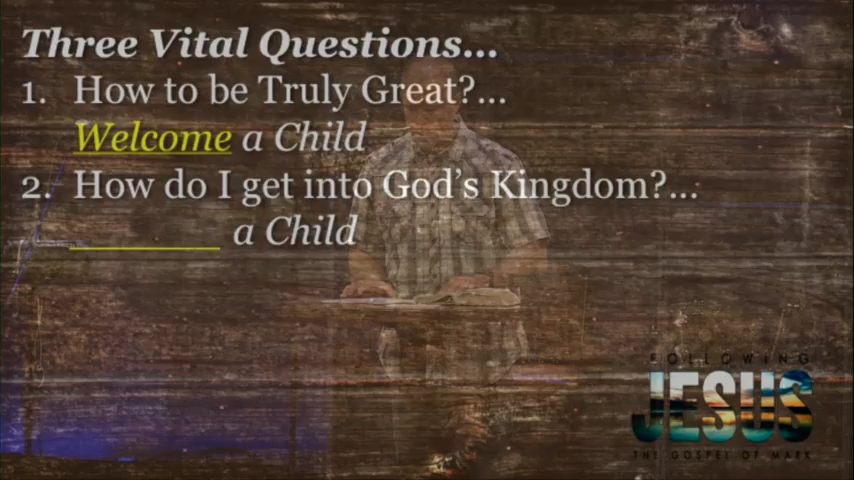 Three Vital Questions...
1. How to be Truly Great?...
Welcome a Child
2. How do I get into God's Kingdom?...
________ a Child
FOLLOWING
JESUS
THE GOSPEL OF MARK